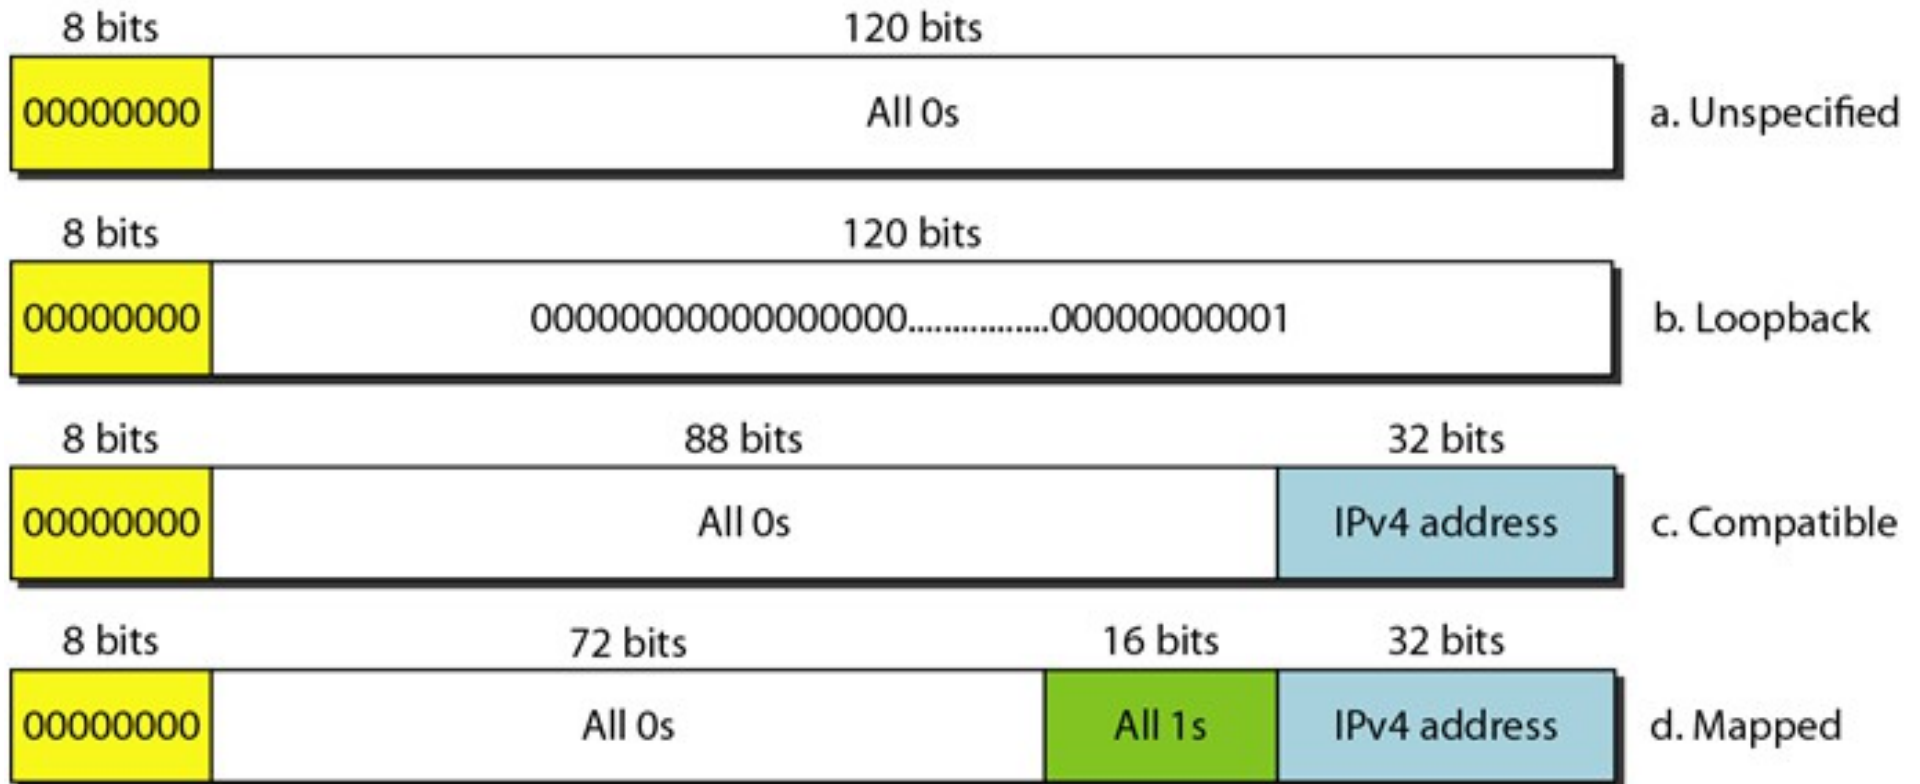 8 bits 120 bits
00000000 All 0s a. Unspecified
8 bits 120 bits
00000000 00000000000000000................00000000001 b. Loopback
8 bits 88 bits 32 bits
00000000 All 0s IPv4 address c. Compatible
8 bits 72 bits 16 bits 32 bits
00000000 All 0s All 1s IPv4 address d. Mapped